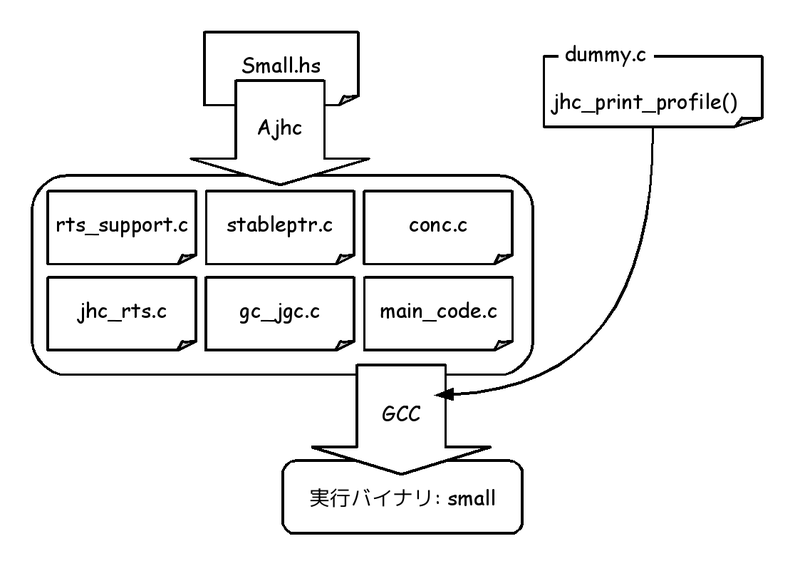 Small.hs
dummy.c
jhc_print_profile()
Ajhc
rts_support.c
stableptr.c
conc.c
jhc_rts.c
gc_jgc.c
main_code.c
GCC
実行バイナリ: small